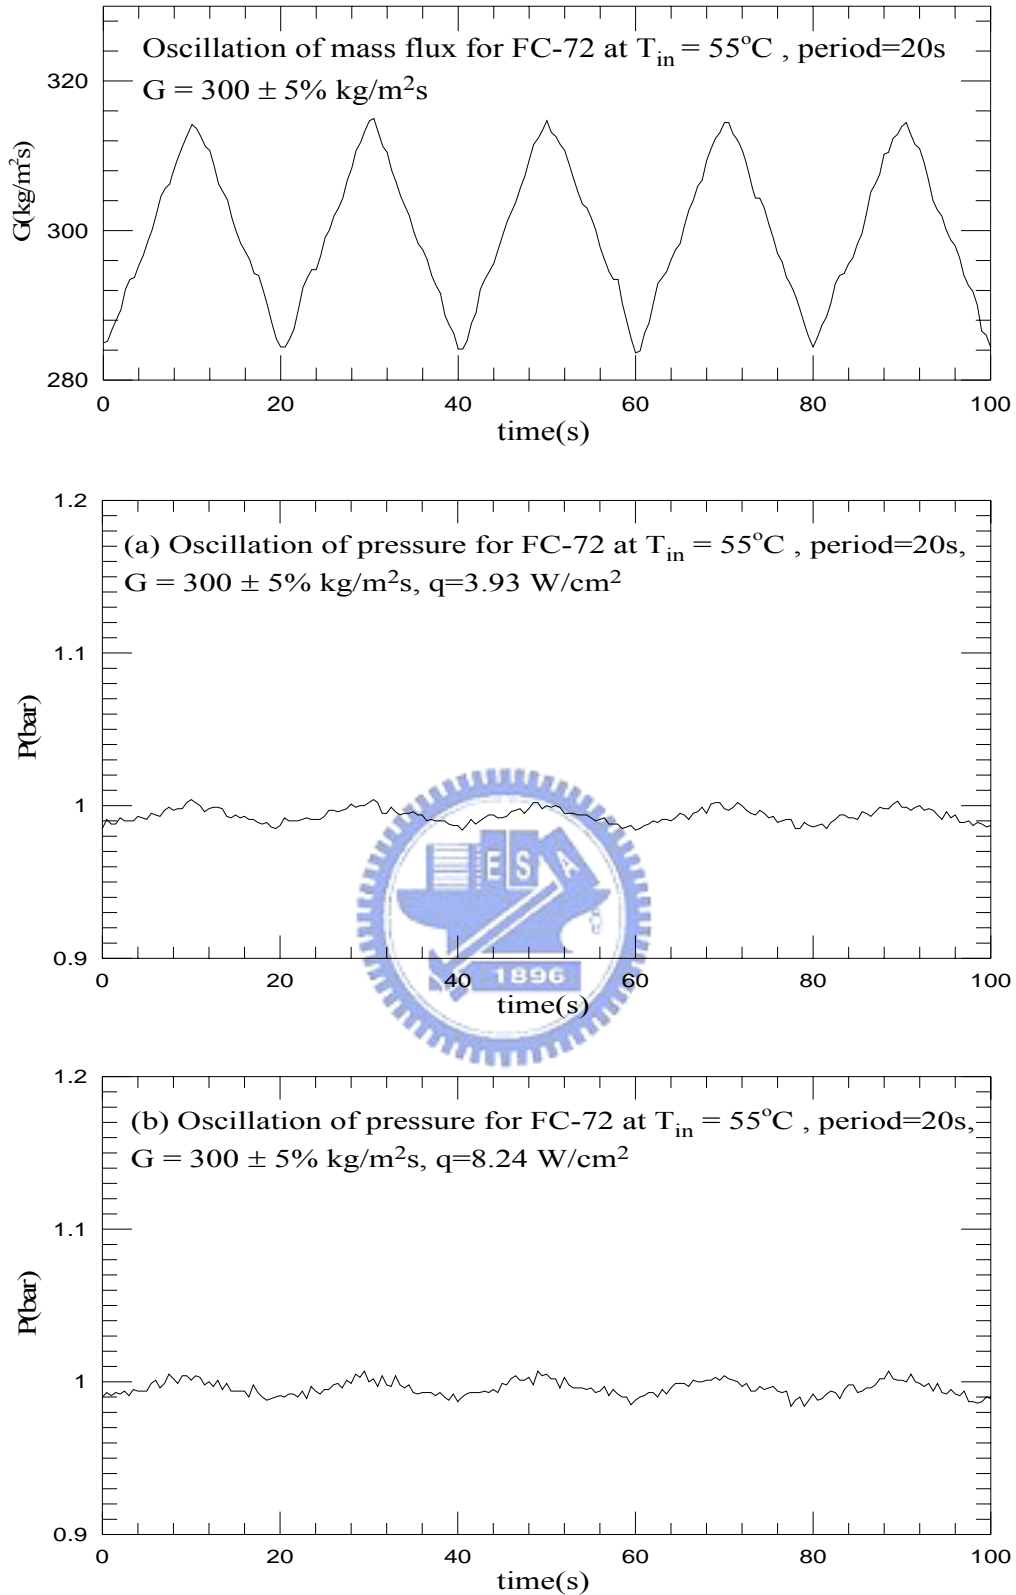 Oscillation of mass flux for FC-72 at Tin = 55°C , period=20s
G = 300 ± 5% kg/m²s
320
300
280
G(kg/m²s)
0 20 40 60 80 100
time(s)
1.2
(a) Oscillation of pressure for FC-72 at Tin = 55°C , period=20s,
G = 300 ± 5% kg/m²s, q=3.93 W/cm²
1.1
P(bar)
1
E S A
0.9
1896
0 20 40 60 80 100
time(s)
1.2
(b) Oscillation of pressure for FC-72 at Tin = 55°C , period=20s,
G = 300 ± 5% kg/m²s, q=8.24 W/cm²
1.1
P(bar)
1
0.9
0 20 40 60 80 100
time(s)